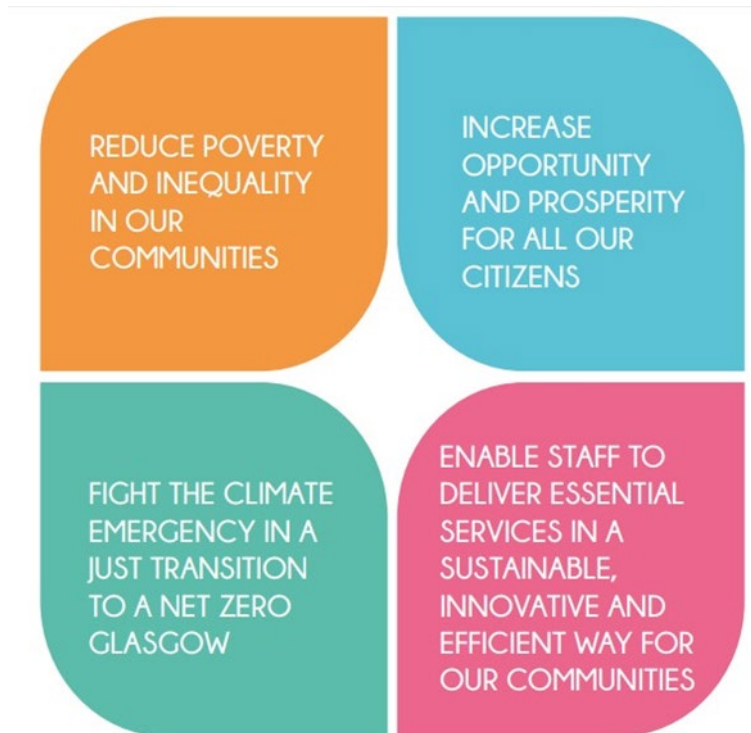 REDUCE POVERTY
AND INEQUALITY
IN OUR
COMMUNITIES
INCREASE
OPPORTUNITY
AND PROSPERITY
FOR ALL OUR
CITIZENS
FIGHT THE CLIMATE
EMERGENCY IN A
JUST TRANSITION
TO A NET ZERO
GLASGOW
ENABLE STAFF TO
DELIVER ESSENTIAL
SERVICES IN A
SUSTAINABLE,
INNOVATIVE AND
EFFICIENT WAY FOR
OUR COMMUNITIES